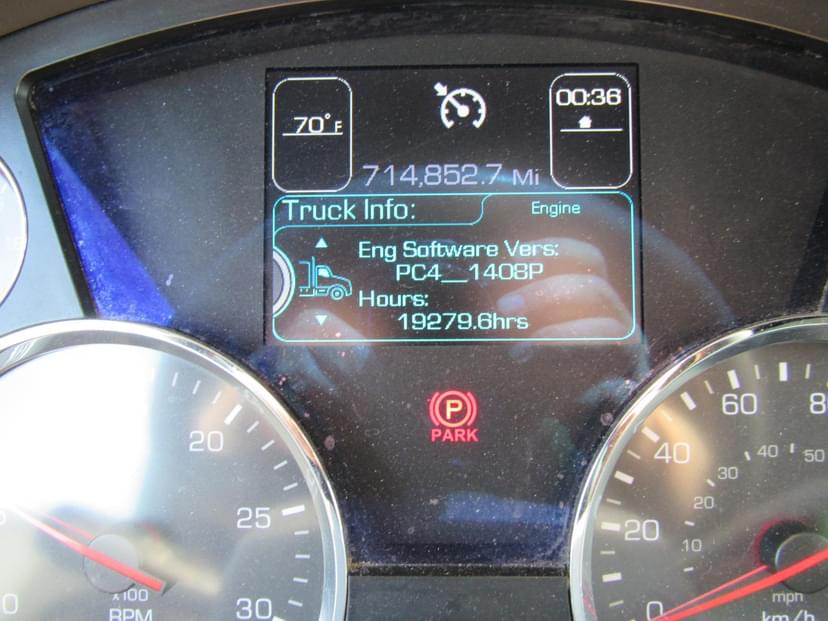 70°F
00:36
714,852.7 Mi
Truck Info:
Engine
Eng Software Vers:
PC4__1408P
Hours:
19279.6hrs
P
PARK
20
25
30
x100
RPM
0
20
40
60
10
20
30
40
50
mph
km/h